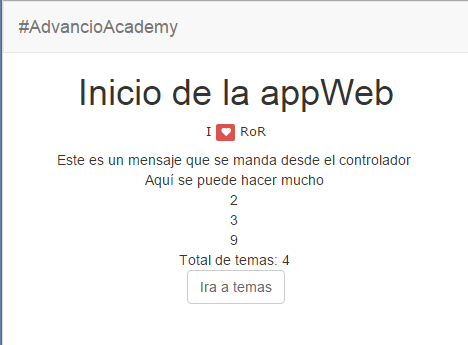 #AdvancioAcademy
Inicio de la appWeb
I ♥ RoR
Este es un mensaje que se manda desde el controlador
Aquí se puede hacer mucho
2
3
9
Total de temas: 4
Ira a temas